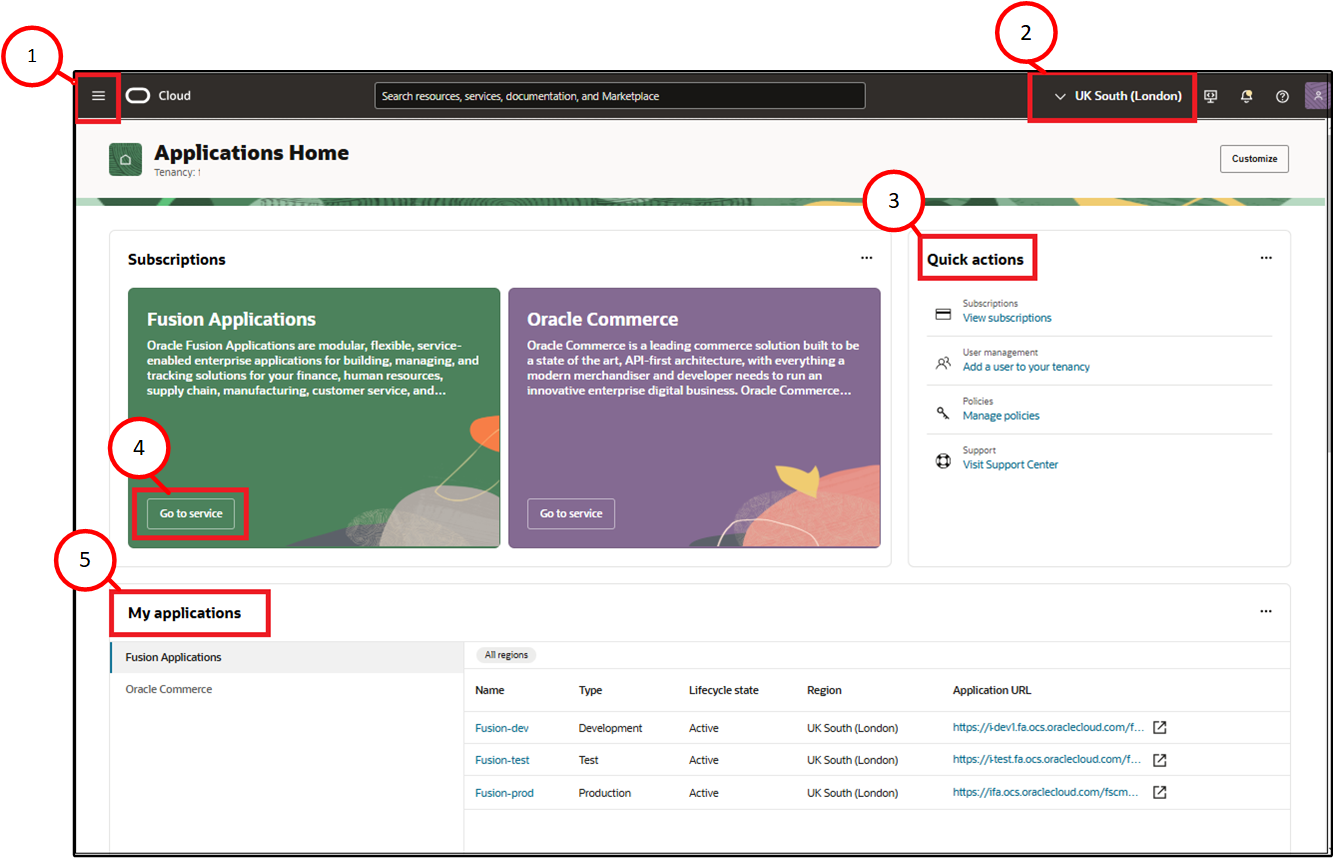 1
2
Cloud
Search resources, services, documentation, and Marketplace
UK South (London)
Applications Home
Customize
Tenancy:
3
Subscriptions
Quick actions
Fusion Applications
Oracle Fusion Applications are modular, flexible, service-
enabled enterprise applications for building, managing, and
tracking solutions for your finance, human resources,
supply chain, manufacturing, customer service, and...
4
Go to service
Oracle Commerce
Oracle Commerce is a leading commerce solution built to be
a state of the art, API-first architecture, with everything a
modern merchandiser and developer needs to run an
innovative enterprise digital business. Oracle Commerce...
Go to service
Subscriptions
View subscriptions
User management
Add a user to your tenancy
Policies
Manage policies
Support
Visit Support Center
5
My applications
Fusion Applications
Oracle Commerce
All regions
Name Type Lifecycle state Region Application URL
Fusion-dev Development Active UK South (London) https://i-dev1.fa.ocs.oraclecloud.com/f...
Fusion-test Test Active UK South (London) https://i-test.fa.ocs.oraclecloud.com/f...
Fusion-prod Production Active UK South (London) https://ifa.ocs.oraclecloud.com/fscm...